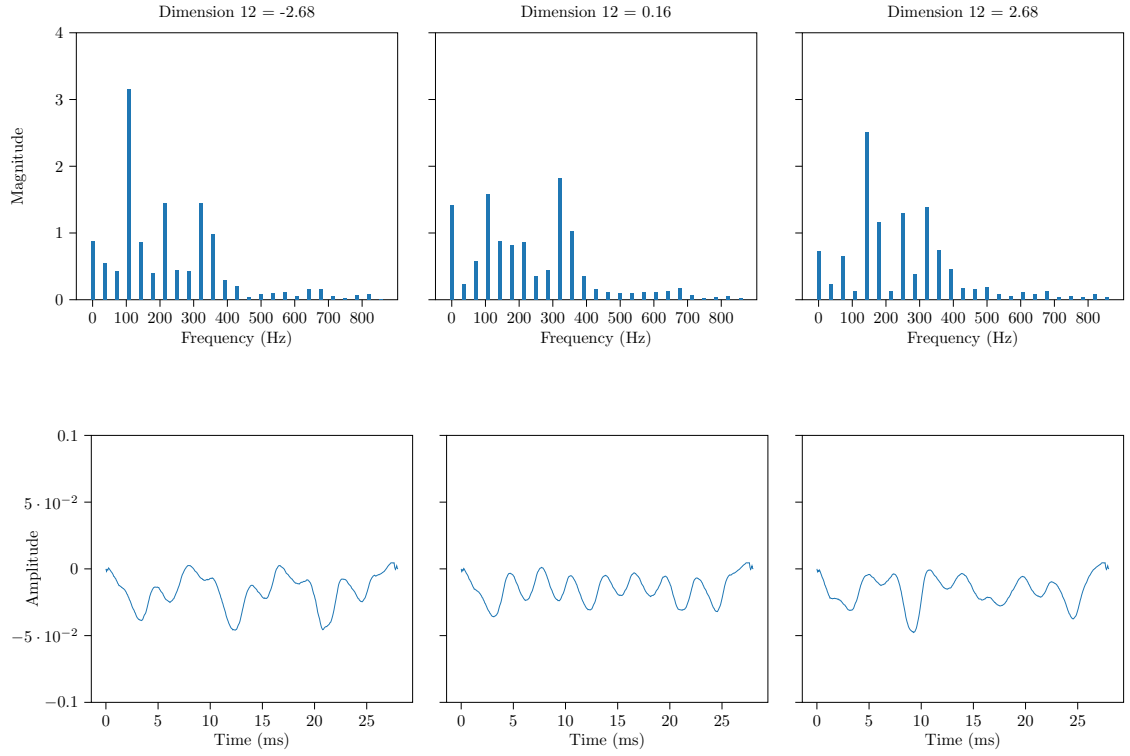 Dimension 12 = -2.68
Dimension 12 = 0.16
Dimension 12 = 2.68
4
3
2
1
0
Magnitude
0 100 200 300 400 500 600 700 800
0 100 200 300 400 500 600 700 800
0 100 200 300 400 500 600 700 800
Frequency (Hz)
Frequency (Hz)
Frequency (Hz)
0.1
5 · 10⁻²
0
−5 · 10⁻²
−0.1
Amplitude
0 5 10 15 20 25
0 5 10 15 20 25
0 5 10 15 20 25
Time (ms)
Time (ms)
Time (ms)